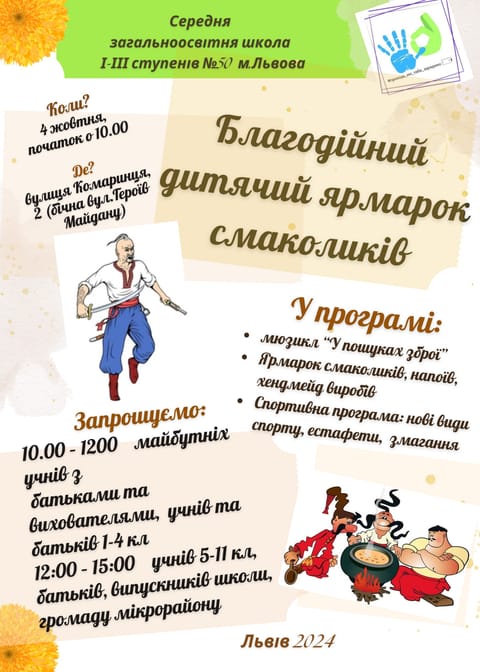 Середня
загальноосвітня школа
І-ІІІ ступенів №50 м.Львова
Коли?
4 жовтня,
початок о 10.00
Де?
вулиця Комаринця,
2 (бічна вул.Героїв
Майдану)
Благодійний
дитячий ярмарок
смаколиків
У програмі:
• мюзикл “У пошуках зброї”
• Ярмарок смаколиків, напоїв,
хендмейд виробів
• Спортивна програма: нові види
спорту, естафети, змагання
Запрошуємо:
10.00 - 1200 майбутніх
учнів з
батьками та
вихователями, учнів та
батьків 1-4 кл
12:00 - 15:00 учнів 5-11 кл,
батьків, випускників школи,
громаду мікрорайону
Львів 2024